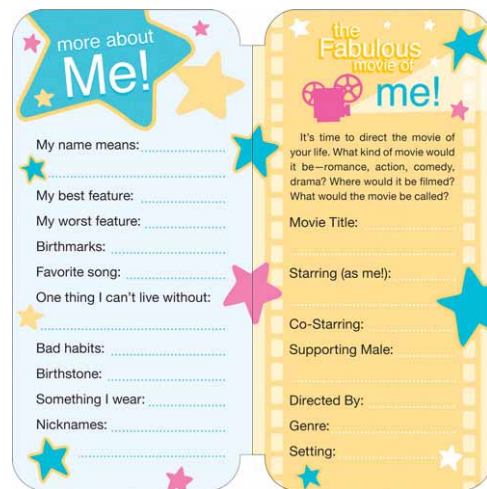 more about
Me!
My name means:
My best feature:
My worst feature:
Birthmarks:
Favorite song:
One thing I can't live without:
Bad habits:
Birthstone:
Something I wear:
Nicknames:
the
Fabulous
movie of
me!
It's time to direct the movie of
your life. What kind of movie would
it be—romance, action, comedy,
drama? Where would it be filmed?
What would the movie be called?
Movie Title:
Starring (as me!):
Co-Starring:
Supporting Male:
Directed By:
Genre:
Setting: